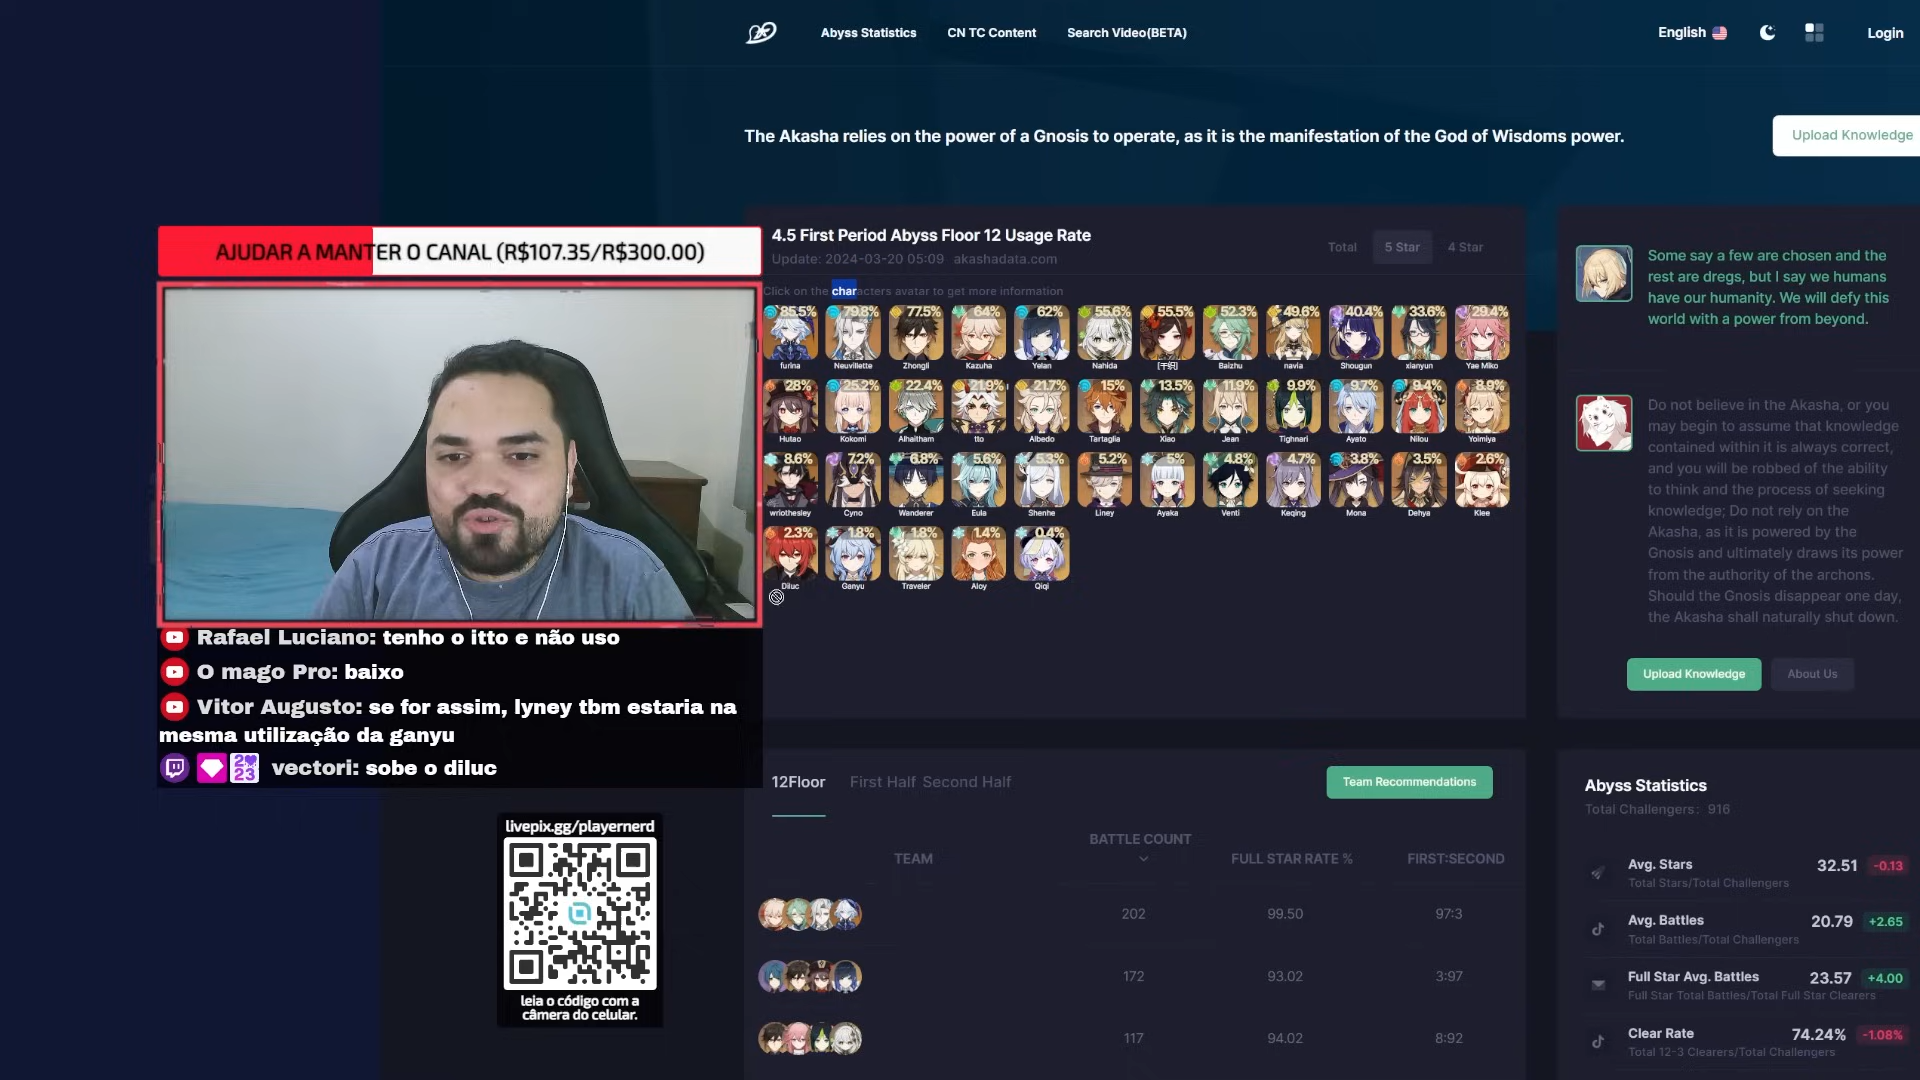 Abyss Statistics CN TC Content Search Video(BETA) English Login
The Akasha relies on the power of a Gnosis to operate, as it is the manifestation of the God of Wisdoms power.
Upload Knowledge
AJUDAR A MANTER O CANAL (R$107.35/R$300.00)
Rafael Luciano: tenho o itto e não uso
O mago Pro: baixo
Vitor Augusto: se for assim, lyney tbm estaria na
mesma utilização da ganyu
vectori: sobe o diluc
livepix.gg/playernerd
leia o código com a
câmera do celular.
4.5 First Period Abyss Floor 12 Usage Rate
Update: 2024-03-20 05:09 akashadata.com
Total 5 Star 4 Star
Click on the characters avatar to get more information
85.5% 79.8% 77.5% 64% 62% 55.6% 55.5% 52.3% 49.6% 40.4% 33.6% 29.4%
furina Neuvillette Zhongli Kazuha Yelan Nahida [千织] Baizhu navia Shougun xianyun Yae Miko
28% 25.2% 22.4% 21.9% 21.7% 15% 13.5% 11.9% 9.9% 9.7% 9.4% 8.9%
Hutao Kokomi Alhaitham tto Albedo Tartaglia Xiao Jean Tighnari Ayato Nilou Yoimiya
8.6% 7.2% 6.8% 5.6% 5.3% 5.2% 5% 4.8% 4.7% 3.8% 3.5% 2.6%
wriothesley Cyno Wanderer Eula Shenhe Liney Ayaka Venti Keqing Mona Dehya Klee
2.3% 1.8% 1.8% 1.4% 0.4%
Diluc Ganyu Traveler Aloy Qiqi
Some say a few are chosen and the
rest are dregs, but I say we humans
have our humanity. We will defy this
world with a power from beyond.
Do not believe in the Akasha, or you
may begin to assume that knowledge
contained within it is always correct,
and you will be robbed of the ability
to think and the process of seeking
knowledge; Do not rely on the
Akasha, as it is powered by the
Gnosis and ultimately draws its power
from the authority of the archons.
Should the Gnosis disappear one day,
the Akasha shall naturally shut down.
Upload Knowledge About Us
12Floor First Half Second Half
Team Recommendations
TEAM BATTLE COUNT FULL STAR RATE % FIRST:SECOND
202 99.50 97:3
172 93.02 3:97
117 94.02 8:92
Abyss Statistics
Total Challengers: 916
Avg. Stars 32.51 -0.13
Total Stars/Total Challengers
Avg. Battles 20.79 +2.65
Total Battles/Total Challengers
Full Star Avg. Battles 23.57 +4.00
Full Star Total Battles/Total Full Star Clearers
Clear Rate 74.24% -1.08%
Total 12-3 Clearers/Total Challengers